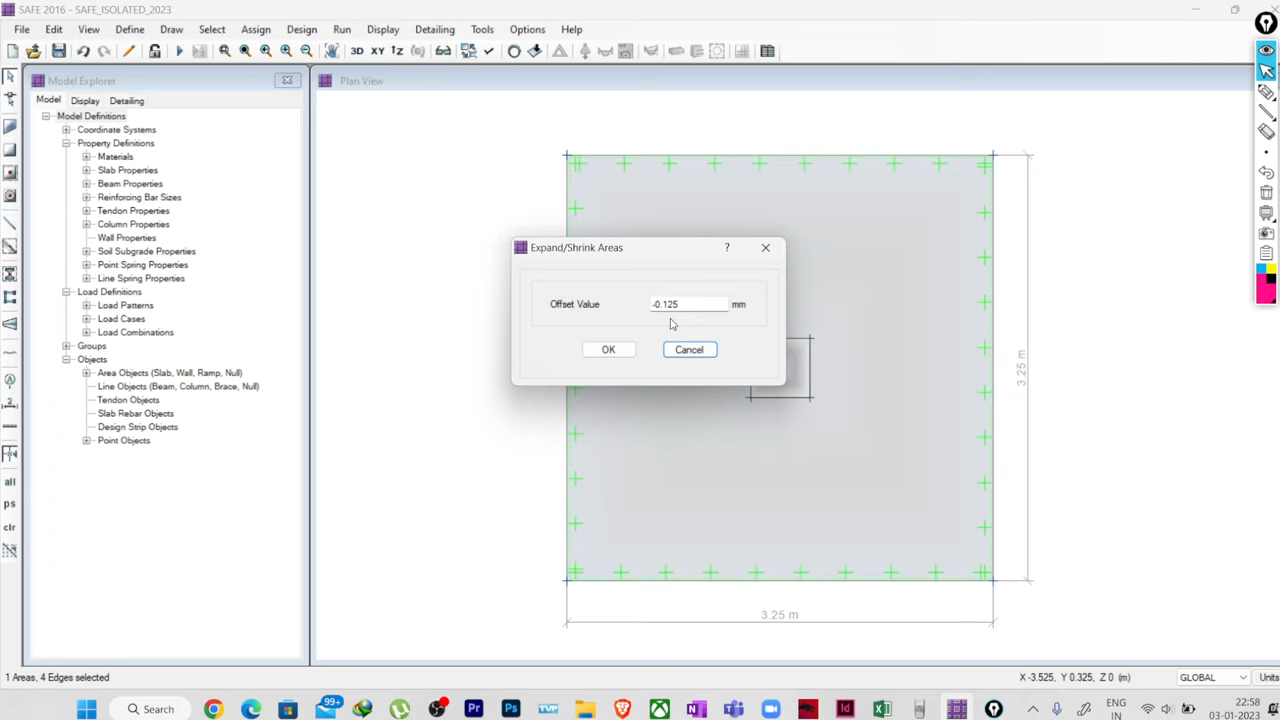 SAFE 2016 - SAFE_ISOLATED_2023
File Edit View Define Draw Select Assign Design Run Display Detailing Tools Options Help
3D XY
Model Explorer
Plan View
Model Display Detailing
Model Definitions
Coordinate Systems
Property Definitions
Materials
Slab Properties
Beam Properties
Reinforcing Bar Sizes
Tendon Properties
Column Properties
Wall Properties
Soil Subgrade Properties
Point Spring Properties
Line Spring Properties
Load Definitions
Load Patterns
Load Cases
Load Combinations
Groups
Objects
Area Objects (Slab, Wall, Ramp, Null)
Line Objects (Beam, Column, Brace, Null)
Tendon Objects
Slab Rebar Objects
Design Strip Objects
Point Objects
all
ps
clr
Expand/Shrink Areas ?
Offset Value -0.125 mm
OK Cancel
3.25 m
3.25 m
1 Areas, 4 Edges selected
X -3.525, Y 0.325, Z 0 (m) GLOBAL Units
Search
99+
Pr Ps TVP Id
ENG
IN
22:58
03-01-2023